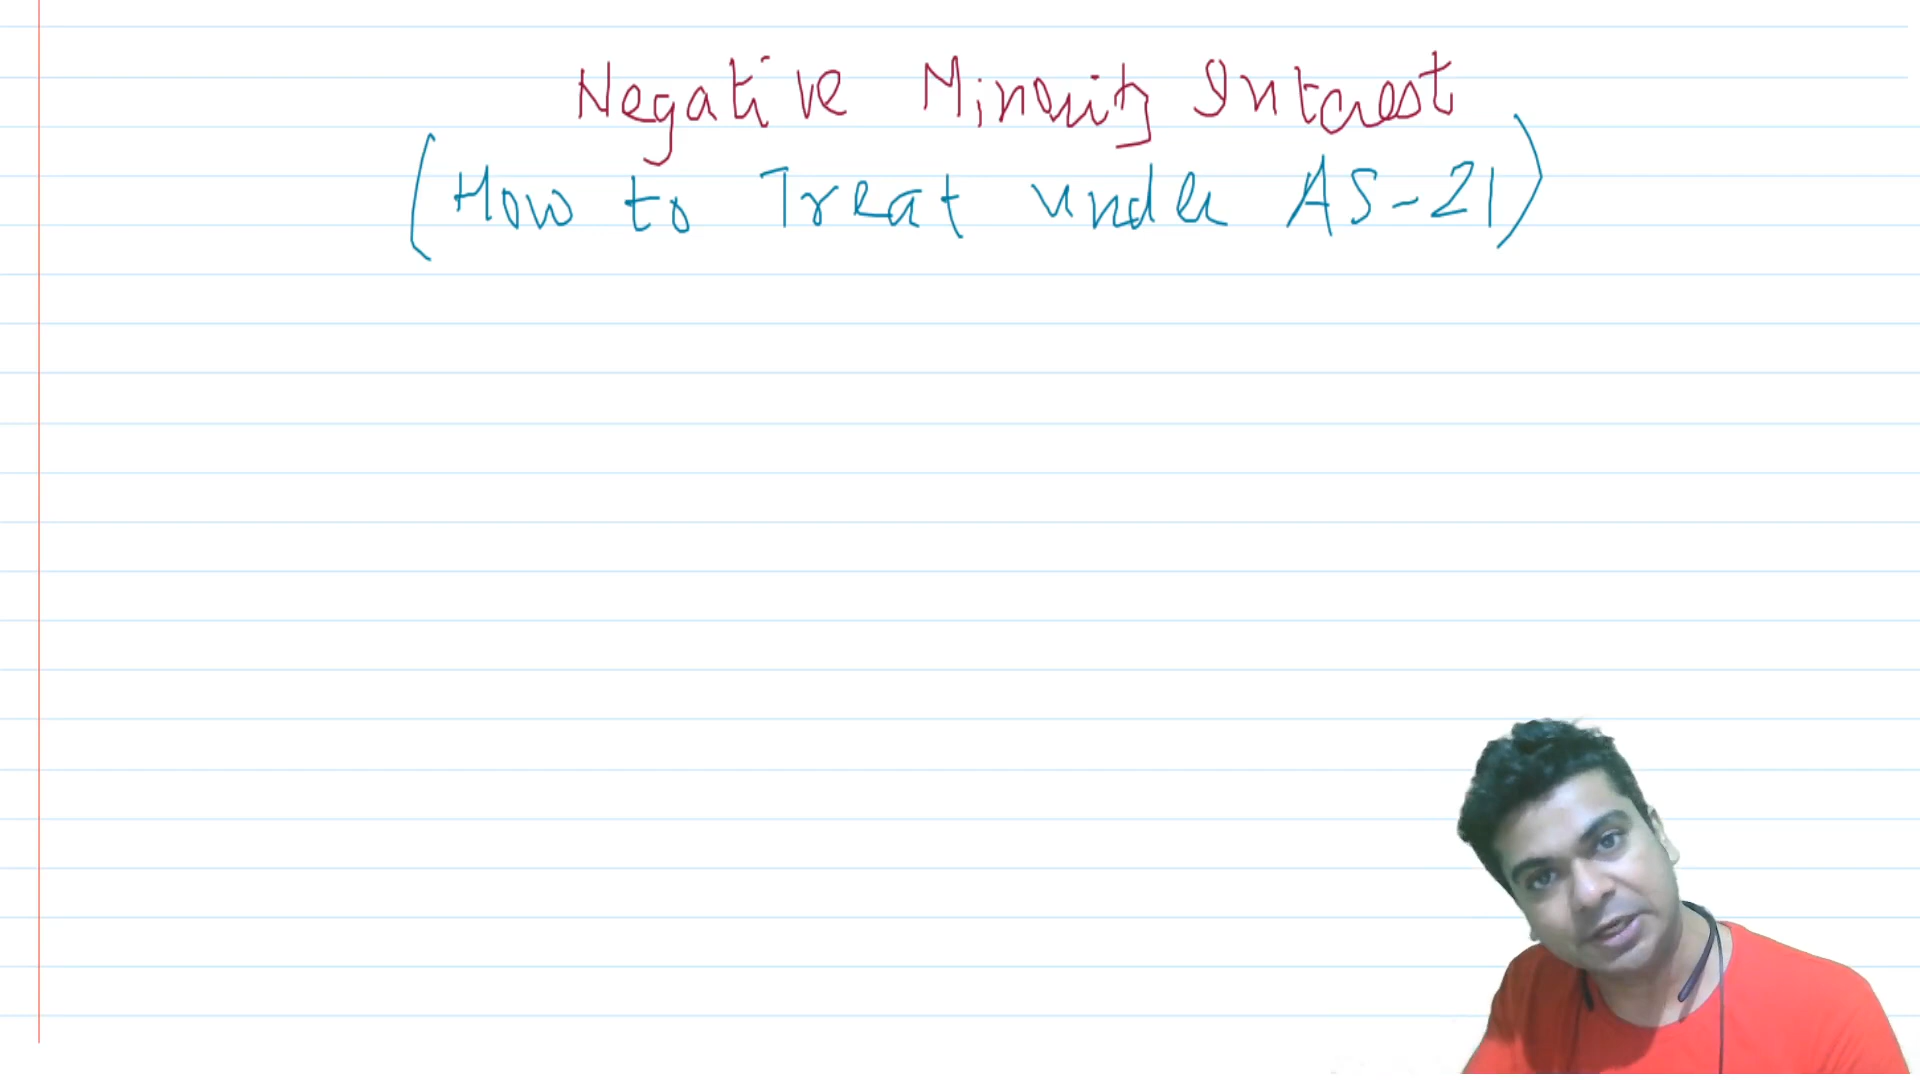 Negative Minority Interest
(How to Treat under AS-21)